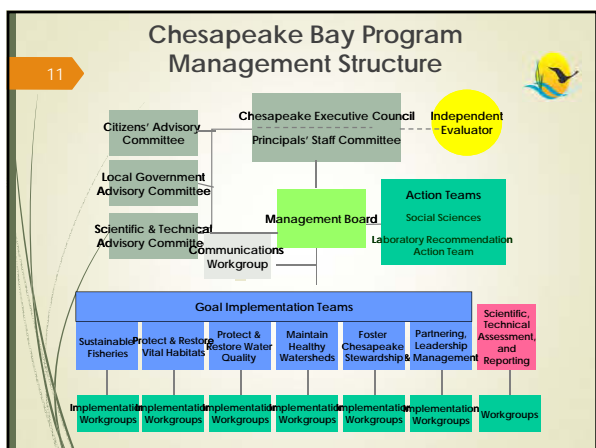 Chesapeake Bay Program
Management Structure
11
Chesapeake Executive Council
Principals' Staff Committee
Independent
Evaluator
Citizens' Advisory
Committee
Local Government
Advisory Committee
Scientific & Technical
Advisory Committe
Management Board
Action Teams
Social Sciences
Laboratory Recommendation
Action Team
Communications
Workgroup
Goal Implementation Teams
Sustainable
Fisheries
Protect & Restore
Vital Habitats
Protect &
Restore Water
Quality
Maintain
Healthy
Watersheds
Foster
Chesapeake
Stewardship
Partnering,
Leadership
& Management
Scientific,
Technical
Assessment,
and
Reporting
Implementation
Workgroups
Implementation
Workgroups
Implementation
Workgroups
Implementation
Workgroups
Implementation
Workgroups
Implementation
Workgroups
Workgroups